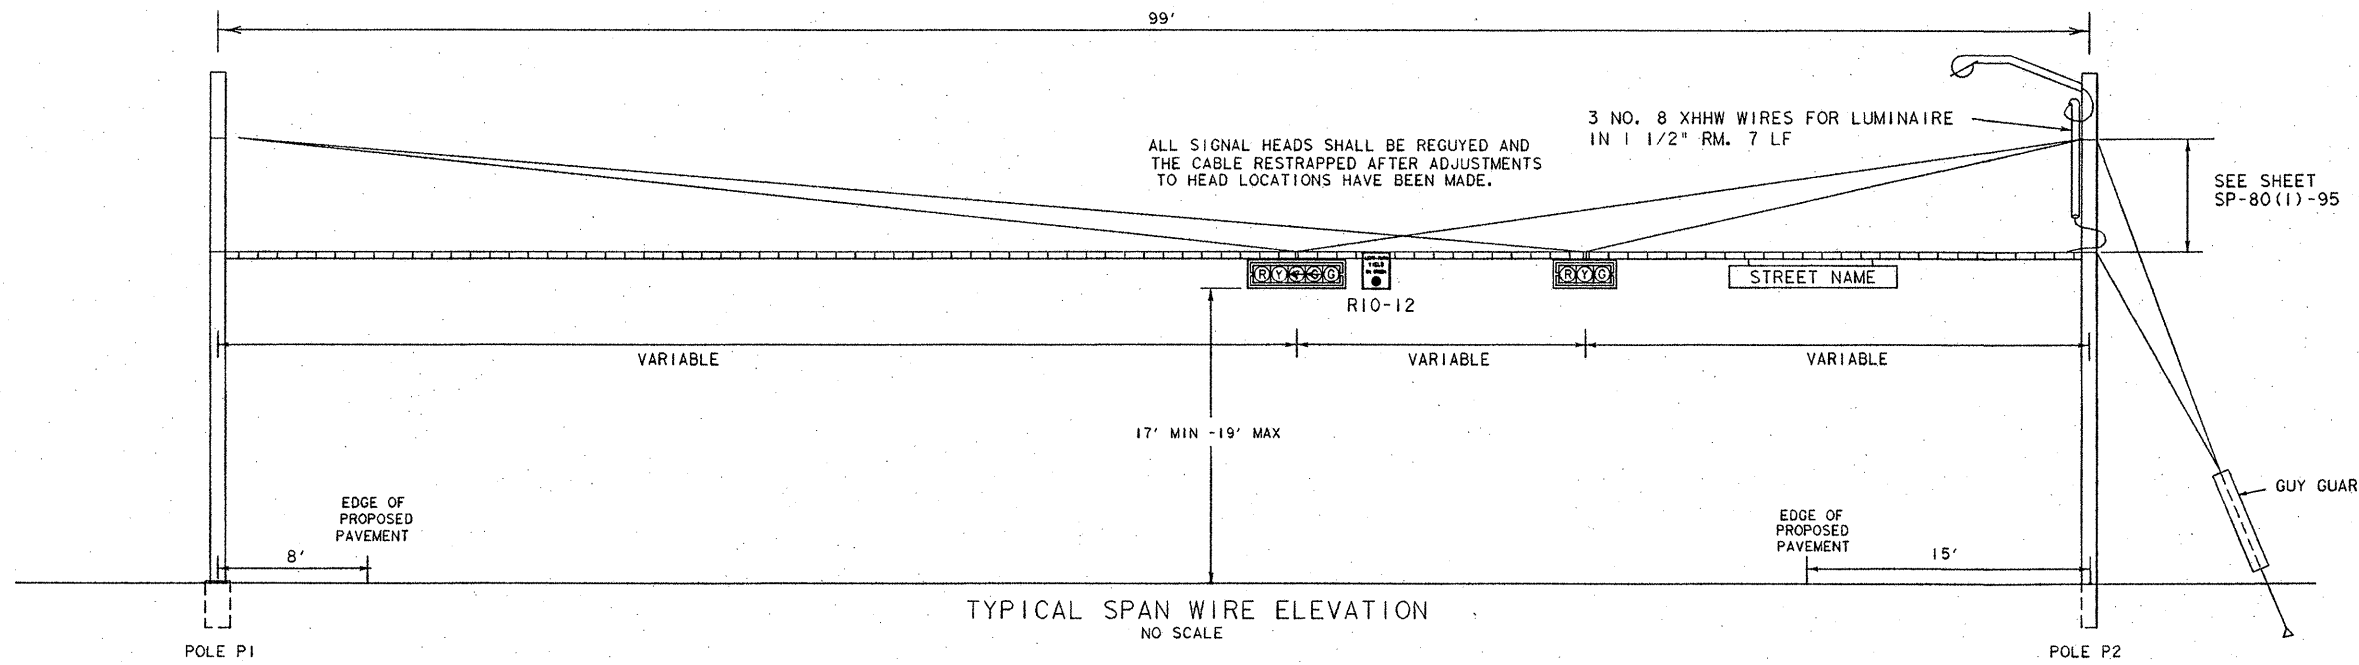 99'
3 NO. 8 XHHW WIRES FOR LUMINAIRE
IN 1 1/2" RM. 7 LF
ALL SIGNAL HEADS SHALL BE REGUYED AND
THE CABLE RESTRAPPED AFTER ADJUSTMENTS
TO HEAD LOCATIONS HAVE BEEN MADE.
SEE SHEET
SP-80(1)-95
R Y G G
YIELD
R Y G
STREET NAME
R10-12
VARIABLE
VARIABLE
VARIABLE
17' MIN -19' MAX
GUY GUAR
EDGE OF
PROPOSED
PAVEMENT
8'
EDGE OF
PROPOSED
PAVEMENT
15'
TYPICAL SPAN WIRE ELEVATION
NO SCALE
POLE P1
POLE P2